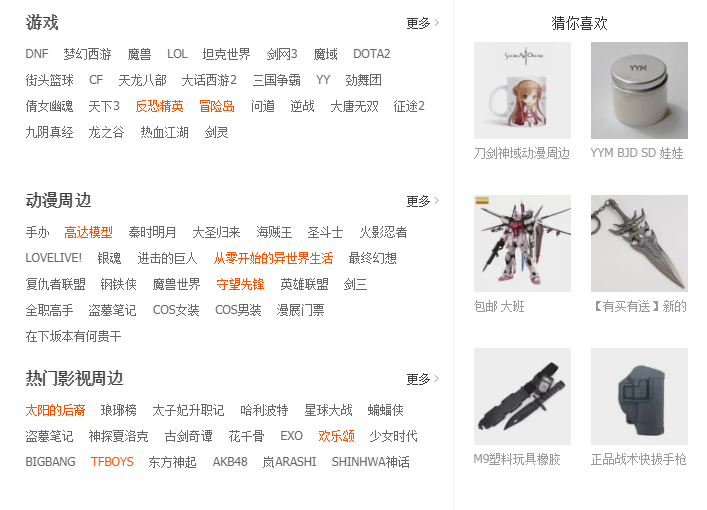 游戏 更多
DNF 梦幻西游 魔兽 LOL 坦克世界 剑网3 魔域 DOTA2
街头篮球 CF 天龙八部 大话西游2 三国争霸 YY 劲舞团
倩女幽魂 天下3 反恐精英 冒险岛 问道 逆战 大唐无双 征途2
九阴真经 龙之谷 热血江湖 剑灵
动漫周边 更多
手办 高达模型 秦时明月 大圣归来 海贼王 圣斗士 火影忍者
LOVELIVE! 银魂 进击的巨人 从零开始的异世界生活 最终幻想
复仇者联盟 钢铁侠 魔兽世界 守望先锋 英雄联盟 剑三
全职高手 盗墓笔记 COS女装 COS男装 漫展门票
在下坂本有何贵干
热门影视周边 更多
太阳的后裔 琅琊榜 太子妃升职记 哈利波特 星球大战 蝙蝠侠
盗墓笔记 神探夏洛克 古剑奇谭 花千骨 EXO 欢乐颂 少女时代
BIGBANG TFBOYS 东方神起 AKB48 岚ARASHI SHINHWA神话
猜你喜欢
YYM
刀剑神域动漫周边 YYM BJD SD 娃娃
包邮 大班 【有买有送】新的
M9塑料玩具橡胶 正品战术快拔手枪